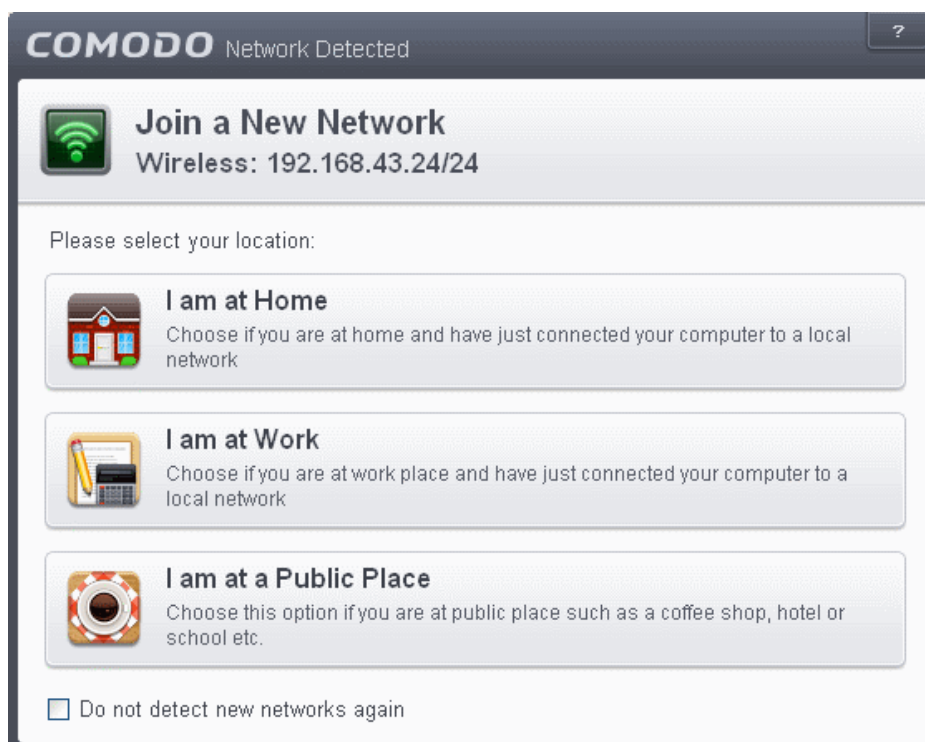 COMODO Network Detected
?
Join a New Network
Wireless: 192.168.43.24/24
Please select your location:
I am at Home
Choose if you are at home and have just connected your computer to a local
network
I am at Work
Choose if you are at work place and have just connected your computer to a
local network
I am at a Public Place
Choose this option if you are at public place such as a coffee shop, hotel or
school etc.
Do not detect new networks again